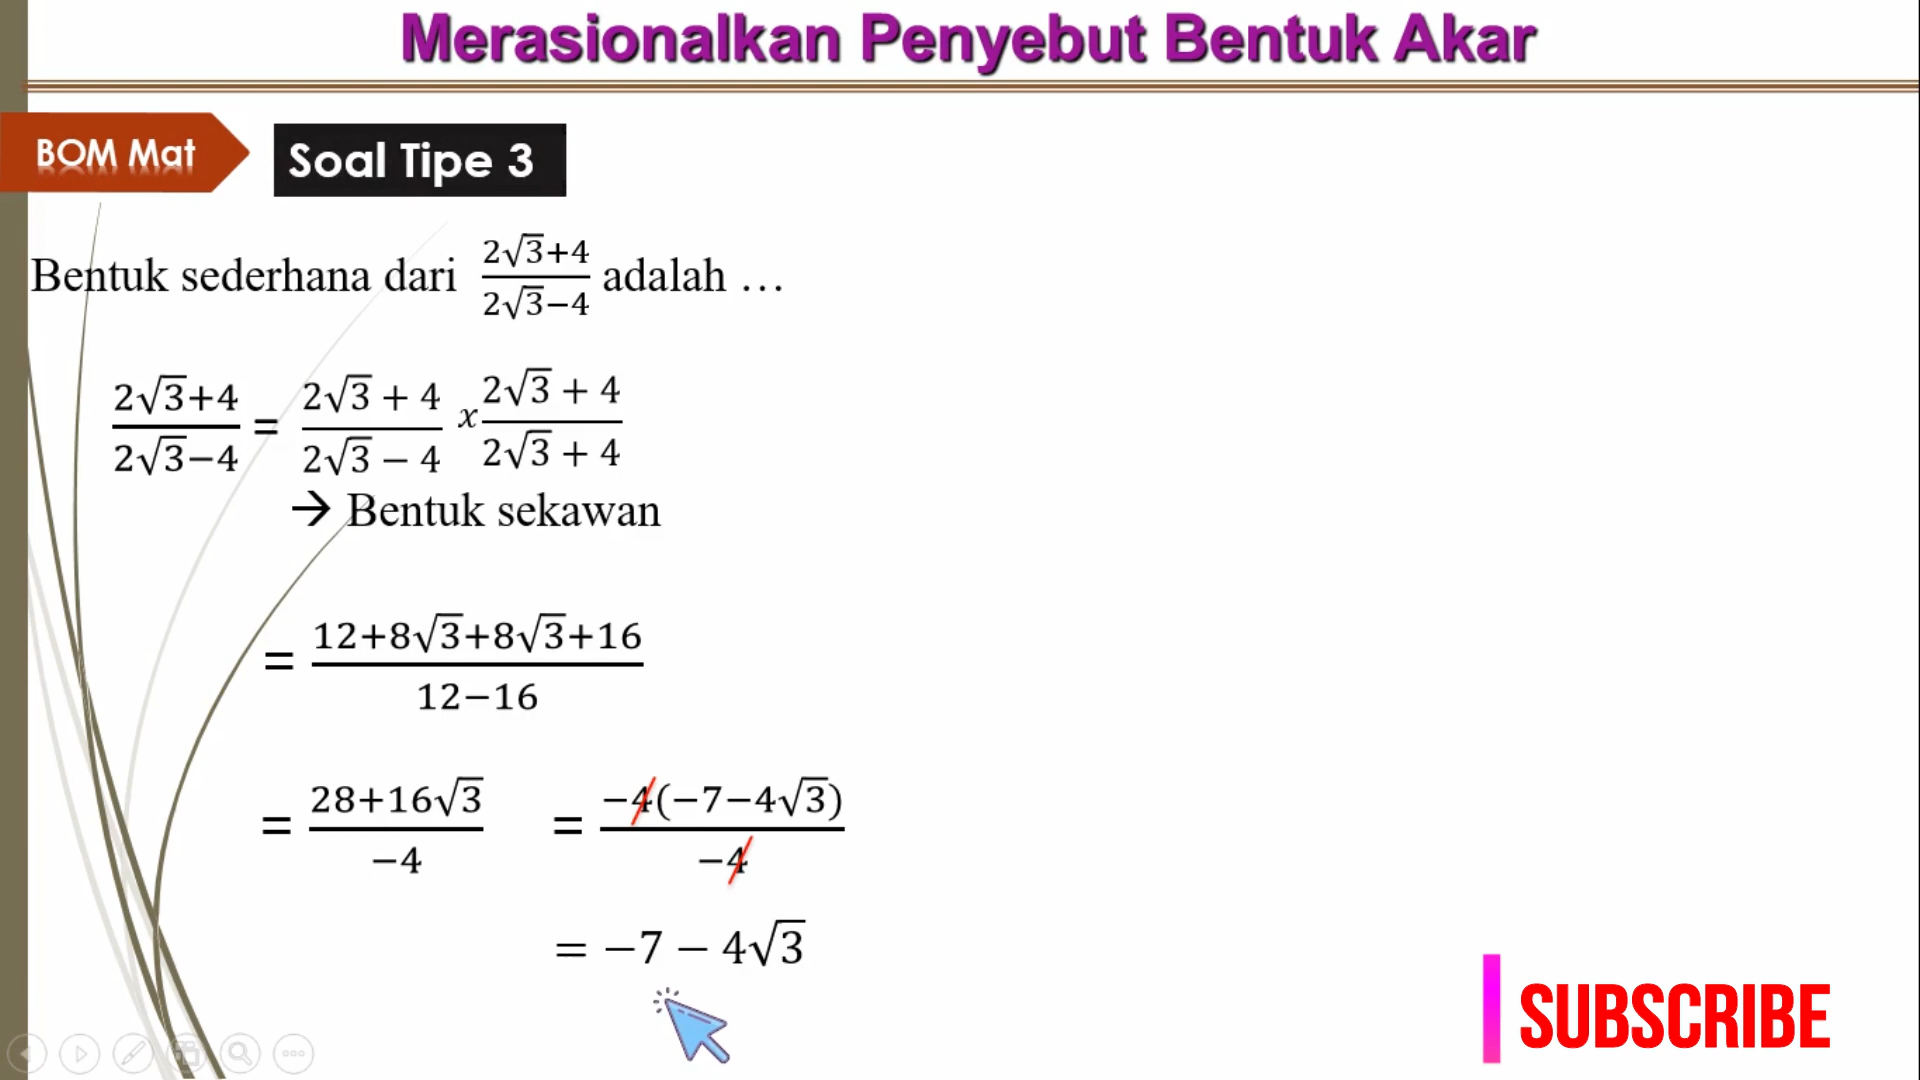 Merasionalkan Penyebut Bentuk Akar
BOM Mat
Soal Tipe 3
Bentuk sederhana dari (2√3+4)/(2√3−4) adalah …
(2√3+4)/(2√3−4) = (2√3 + 4)/(2√3 − 4) x (2√3 + 4)/(2√3 + 4)
→ Bentuk sekawan
= (12+8√3+8√3+16)/(12−16)
= (28+16√3)/(−4) = (−4(−7−4√3))/(−4)
= −7 − 4√3
SUBSCRIBE